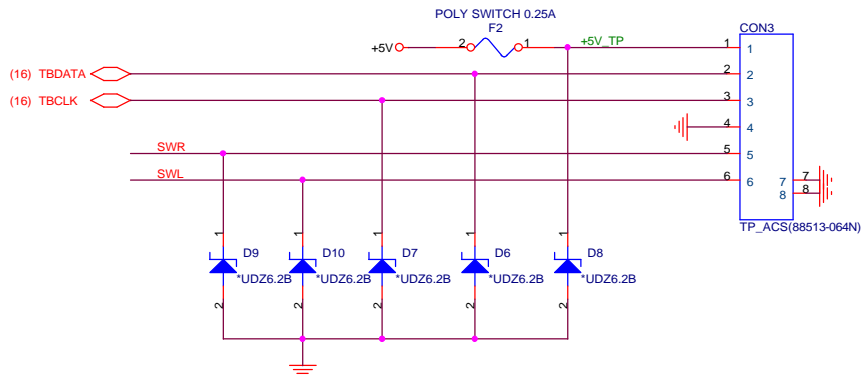 POLY SWITCH 0.25A
F2
CON3
+5V
2
1
+5V_TP
1
1
(16) TBDATA
2
2
(16) TBCLK
3
3
4
4
SWR
5
5
SWL
6
6
7
7
8
8
TP_ACS(88513-064N)
1
1
1
1
1
D9
D10
D7
D6
D8
*UDZ6.2B
*UDZ6.2B
*UDZ6.2B
*UDZ6.2B
*UDZ6.2B
2
2
2
2
2